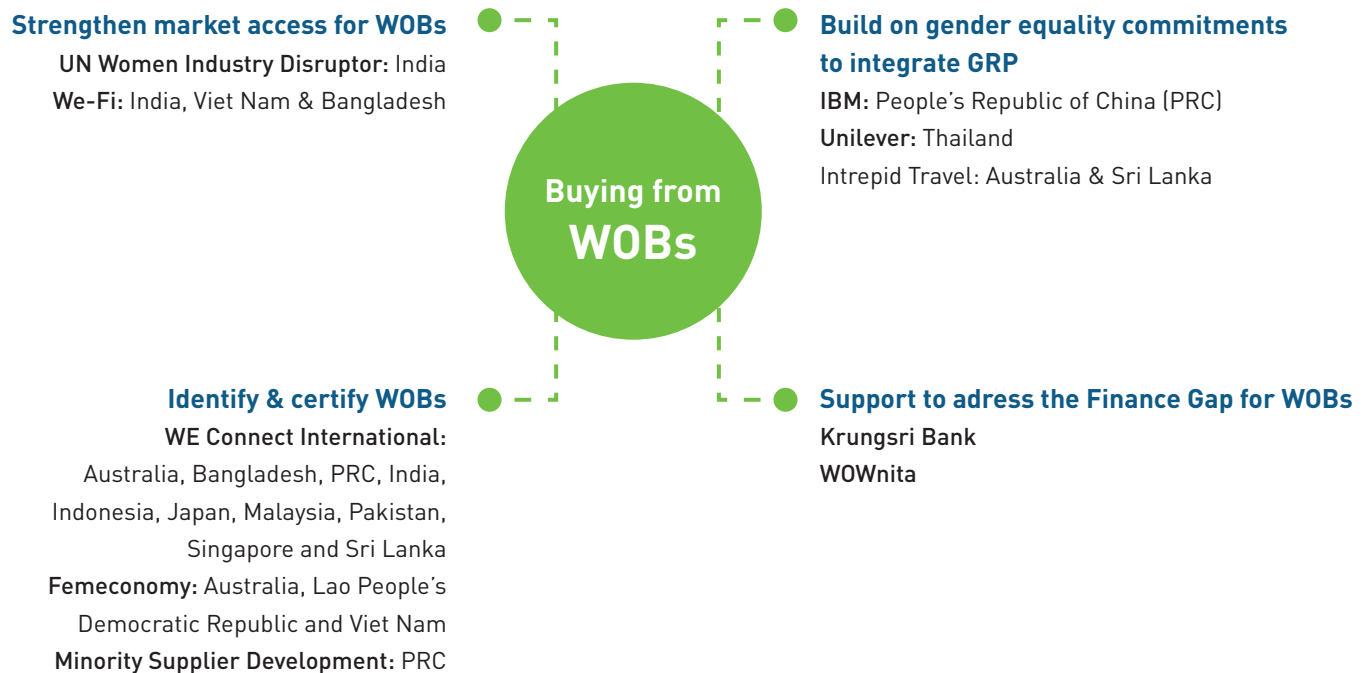 Strengthen market access for WOBs
UN Women Industry Disruptor: India
We-Fi: India, Viet Nam & Bangladesh
Build on gender equality commitments
to integrate GRP
IBM: People's Republic of China (PRC)
Unilever: Thailand
Intrepid Travel: Australia & Sri Lanka
Buying from
WOBs
Identify & certify WOBs
WE Connect International:
Australia, Bangladesh, PRC, India,
Indonesia, Japan, Malaysia, Pakistan,
Singapore and Sri Lanka
Femeconomy: Australia, Lao People's
Democratic Republic and Viet Nam
Minority Supplier Development: PRC
Support to adress the Finance Gap for WOBs
Krungsri Bank
WOWnita